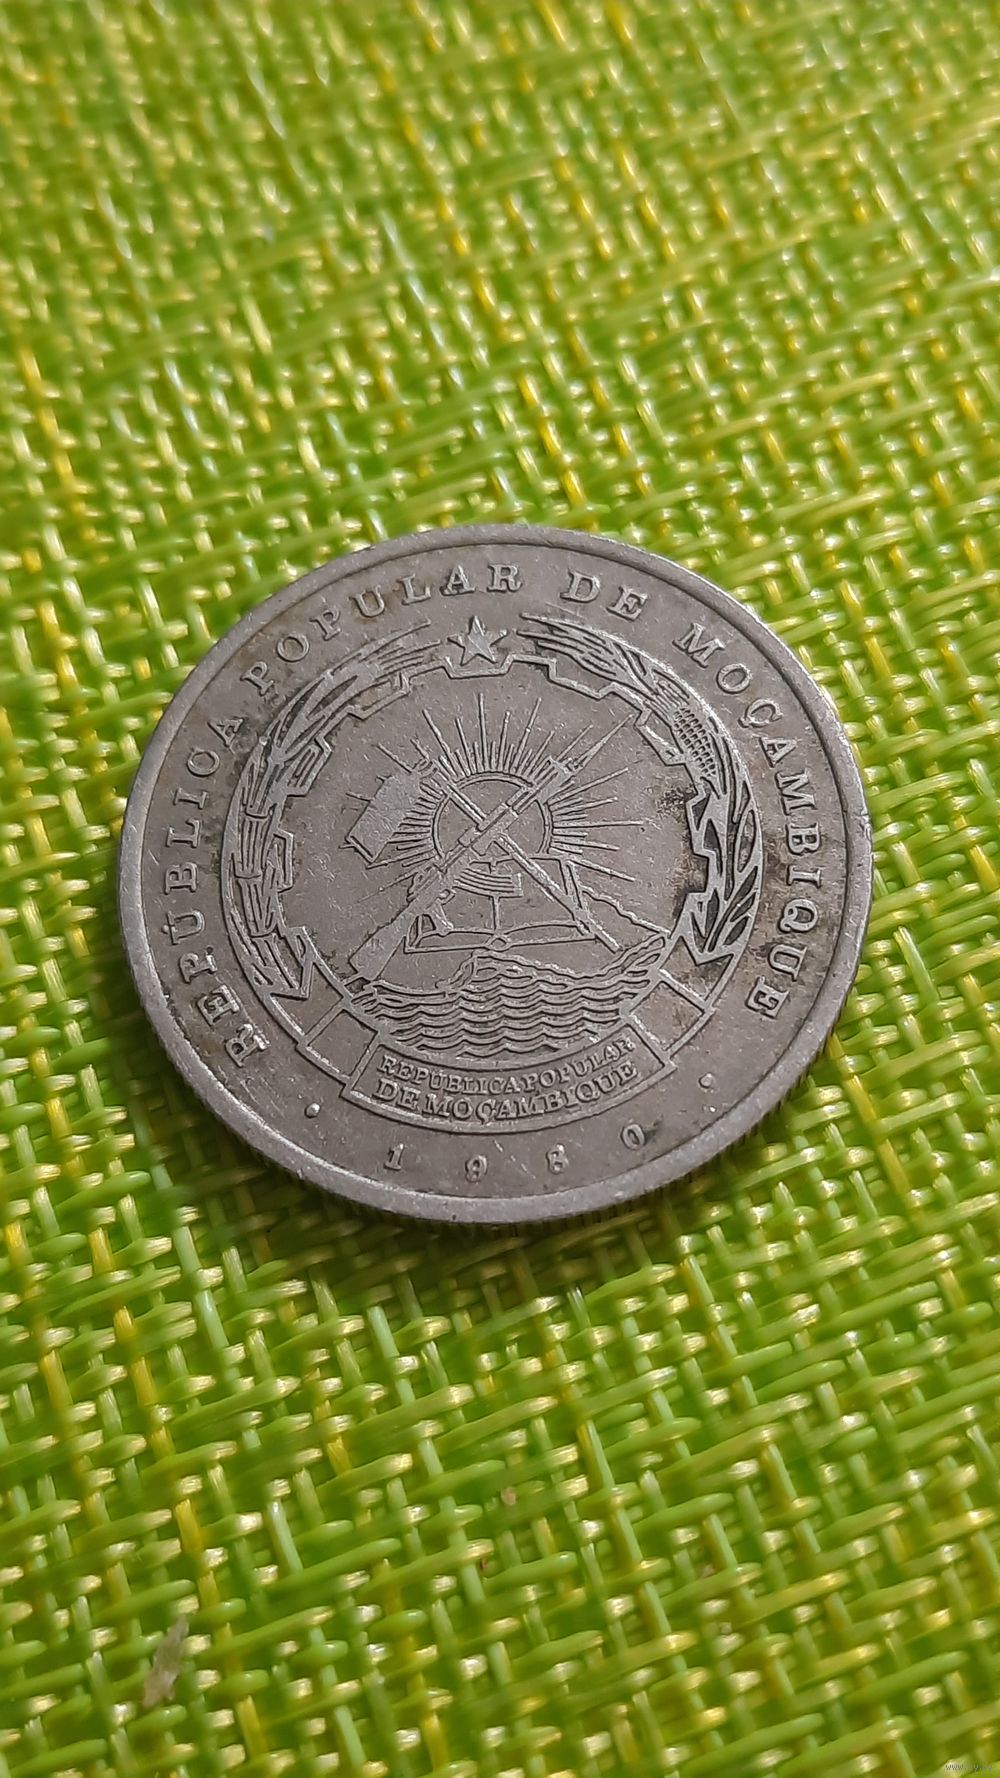 REPÚBLICA POPULAR DE MOÇAMBIQUE
REPÚBLICA POPULAR
DE MOÇAMBIQUE
1980